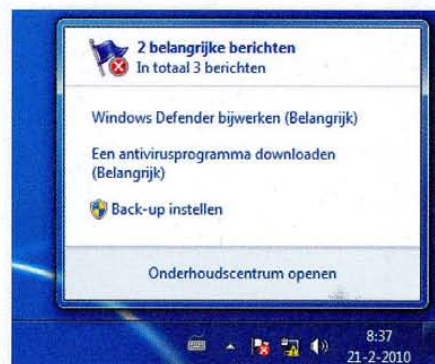 2 belangrijke berichten
In totaal 3 berichten
Windows Defender bijwerken (Belangrijk)
Een antivirusprogramma downloaden
(Belangrijk)
Back-up instellen
Onderhoudscentrum openen
8:37
21-2-2010